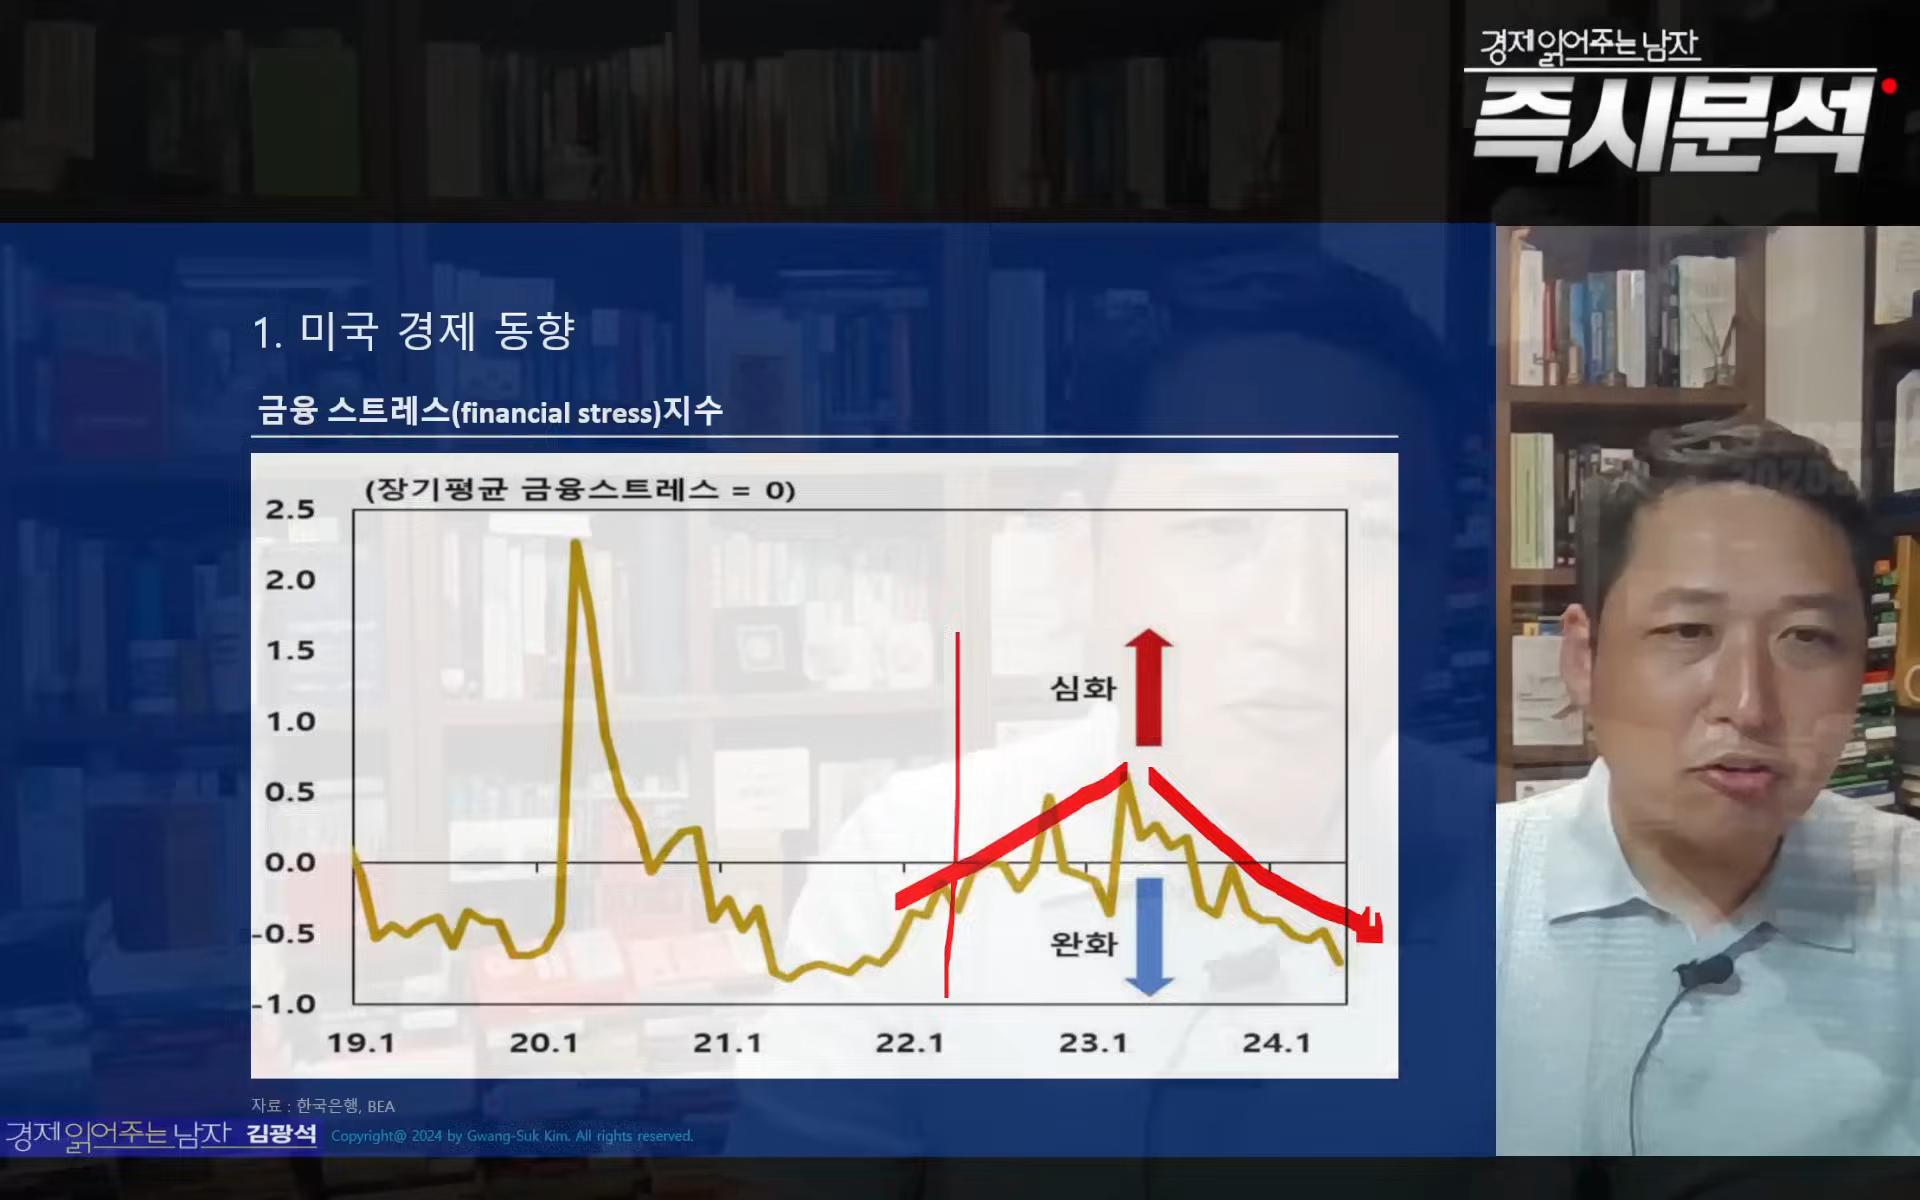 경제 읽어주는 남자
즉시분석
1. 미국 경제 동향
금융 스트레스(financial stress)지수
(장기평균 금융스트레스 = 0)
2.5
2.0
1.5
1.0
0.5
0.0
-0.5
-1.0
심화
완화
19.1 20.1 21.1 22.1 23.1 24.1
자료 : 한국은행, BEA
경제 읽어주는 남자 김광석 Copyright@ 2024 by Gwang-Suk Kim. All rights reserved.